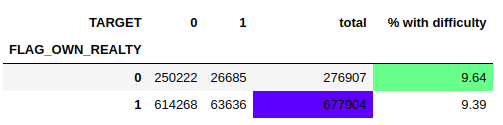 TARGET 0 1 total % with difficulty
FLAG_OWN_REALTY
0 250222 26685 276907 9.64
1 614268 63636 677904 9.39